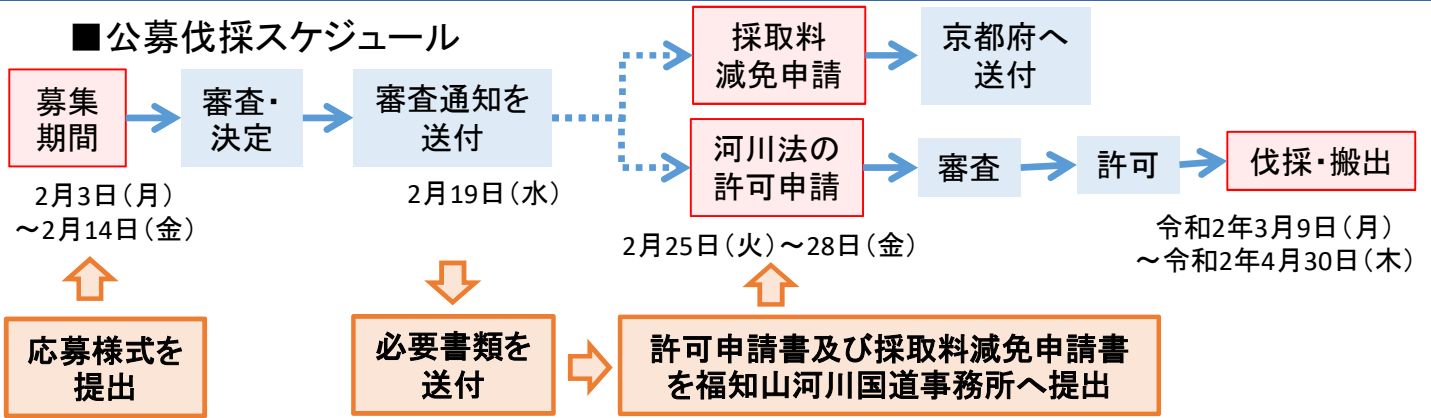 ■公募伐採スケジュール
募集
期間
2月3日(月)
～2月14日(金)
審査・
決定
審査通知を
送付
2月19日(水)
採取料
減免申請
京都府へ
送付
河川法の
許可申請
2月25日(火)～28日(金)
審査
許可
伐採・搬出
令和2年3月9日(月)
～令和2年4月30日(木)
応募様式を
提出
必要書類を
送付
許可申請書及び採取料減免申請書
を福知山河川国道事務所へ提出